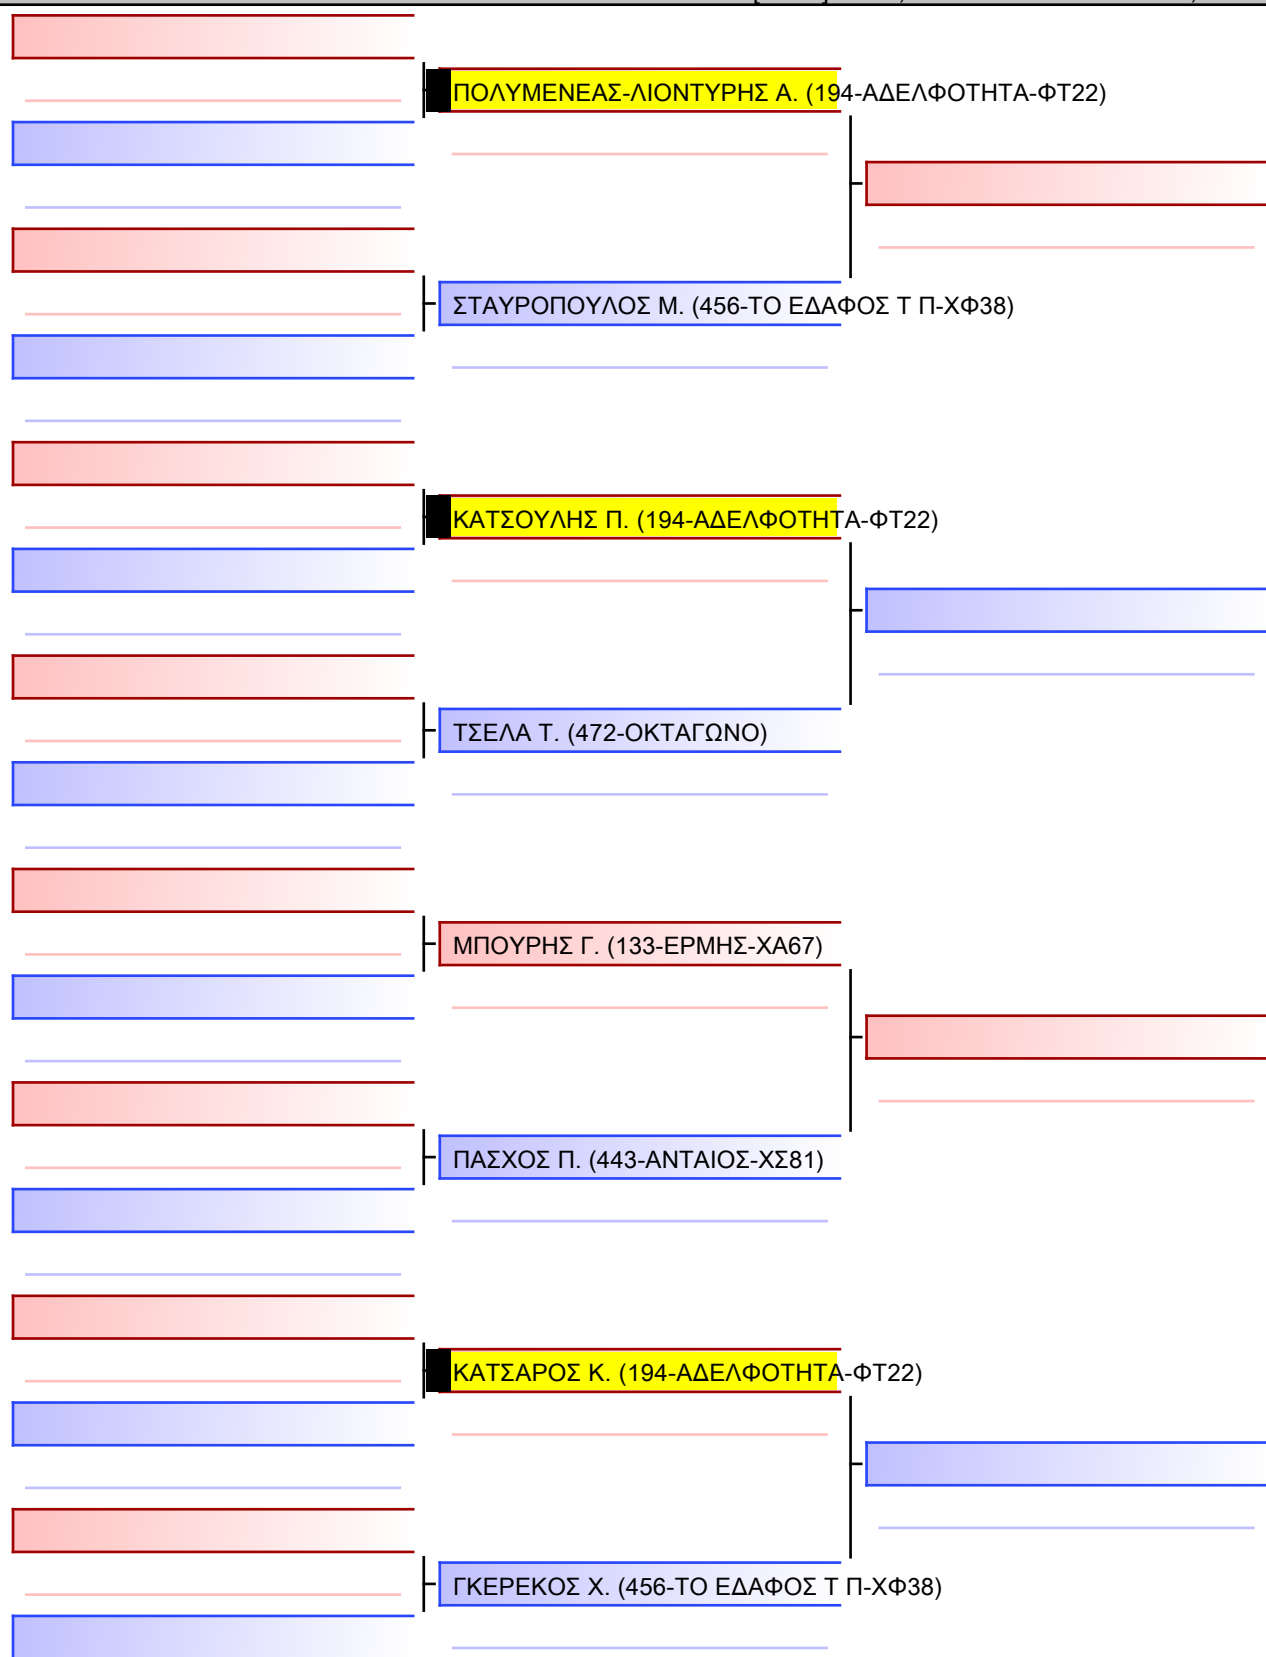 ΠΟΛΥΜΕΝΕΑΣ-ΛΙΟΝΤΥΡΗΣ Α. (194-ΑΔΕΛΦΟΤΗΤΑ-ΦΤ22)
ΣΤΑΥΡΟΠΟΥΛΟΣ Μ. (456-ΤΟ ΕΔΑΦΟΣ Τ Π-ΧΦ38)
ΚΑΤΣΟΥΛΗΣ Π. (194-ΑΔΕΛΦΟΤΗΤΑ-ΦΤ22)
ΤΣΕΛΑ Τ. (472-ΟΚΤΑΓΩΝΟ)
ΜΠΟΥΡΗΣ Γ. (133-ΕΡΜΗΣ-ΧΑ67)
ΠΑΣΧΟΣ Π. (443-ΑΝΤΑΙΟΣ-ΧΣ81)
ΚΑΤΣΑΡΟΣ Κ. (194-ΑΔΕΛΦΟΤΗΤΑ-ΦΤ22)
ΓΚΕΡΕΚΟΣ Χ. (456-ΤΟ ΕΔΑΦΟΣ Τ Π-ΧΦ38)